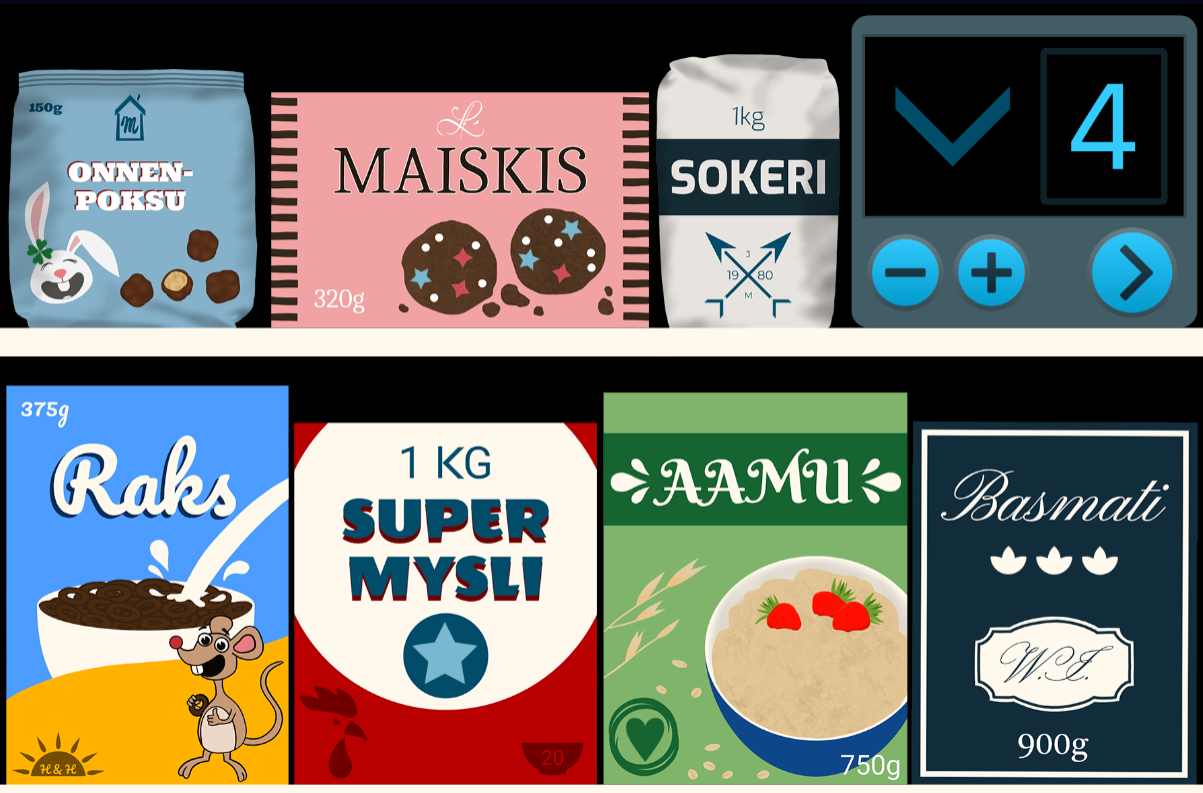 150g
M
ONNEN-
POKSU
MAISKIS
320g
1kg
SOKERI
J
19 80
M
4
375g
Raks
H&H
1 KG
SUPER
MYSLI
20
AAMU
750g
Basmati
W.I.
900g